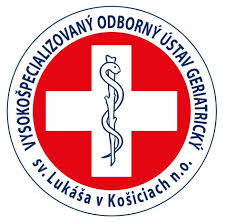 VYSOKOŠPECIALIZOVANÝ ODBORNÝ ÚSTAV GERIATRICKÝ
sv. Lukáša v Košiciach n.o.